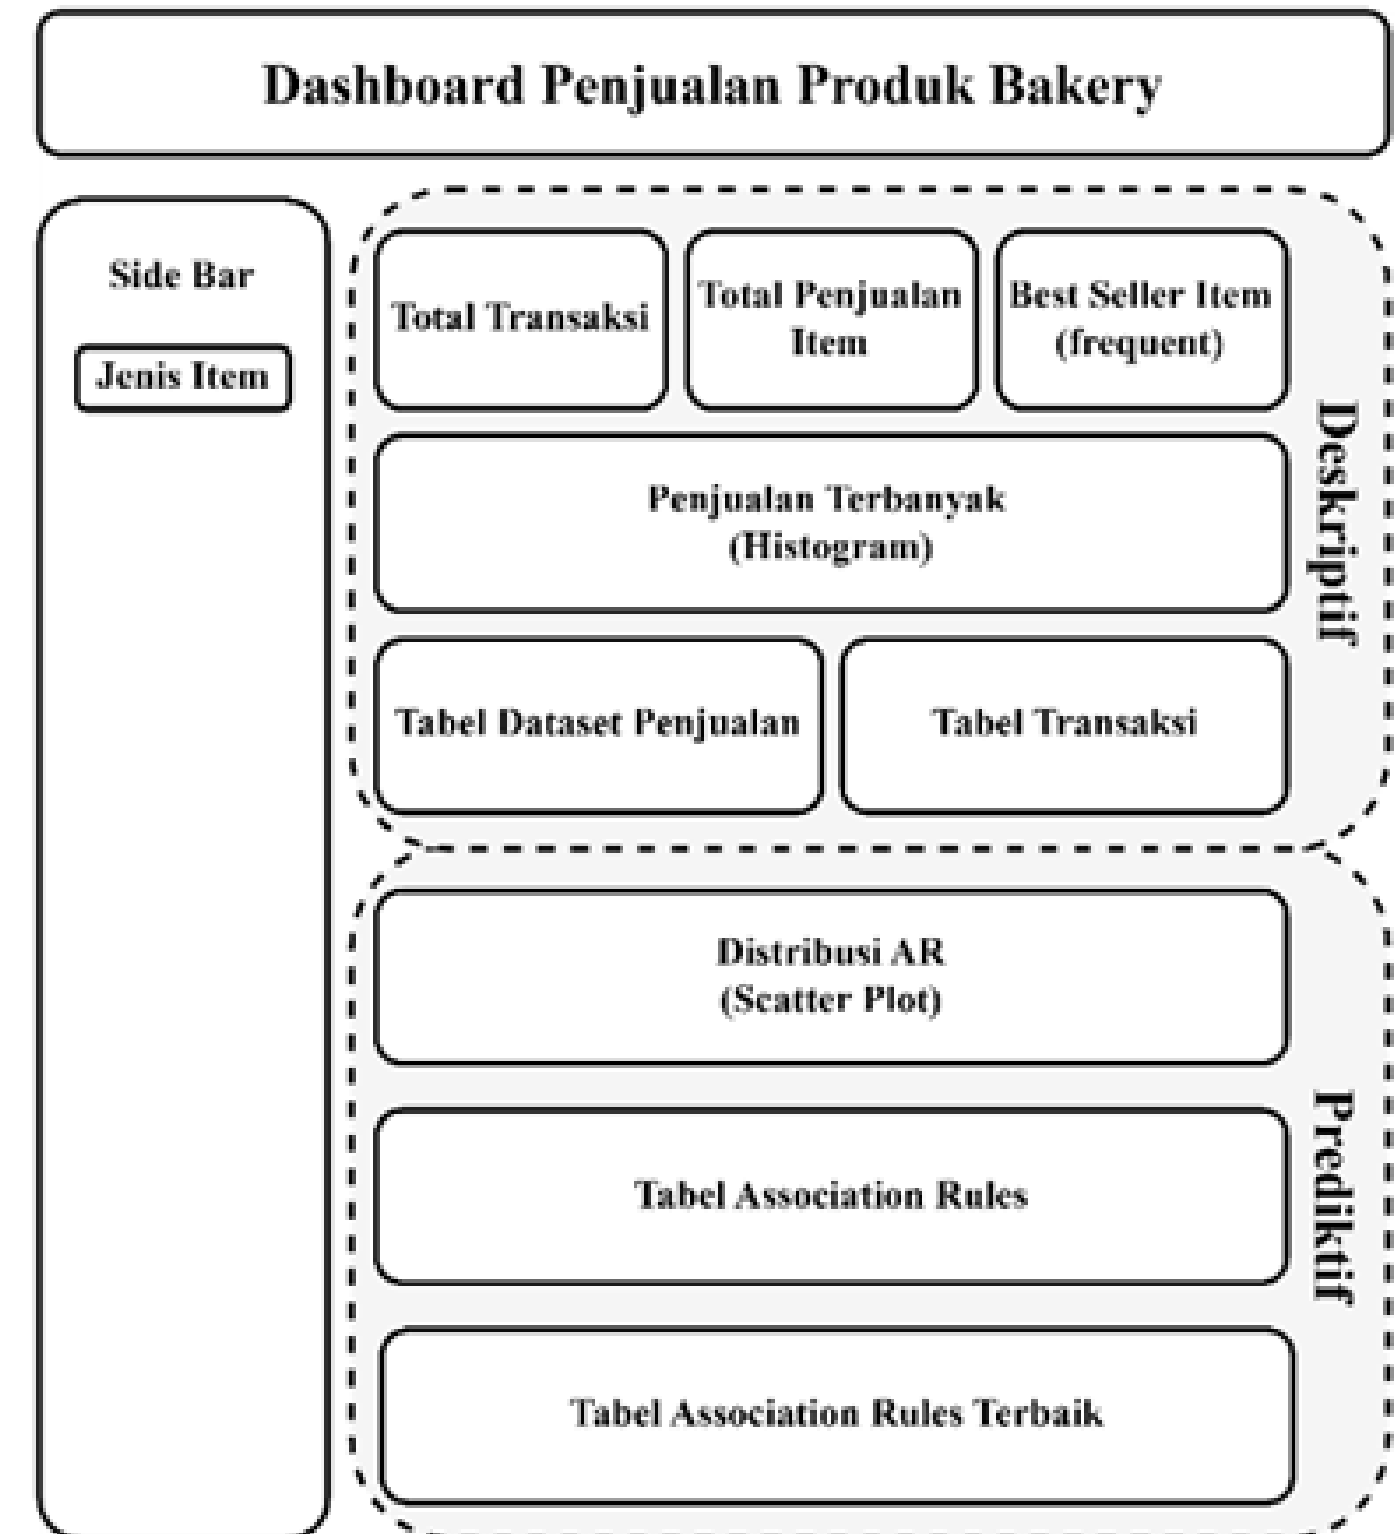 Dashboard Penjualan Produk Bakery
Side Bar
Jenis Item
Total Transaksi
Total Penjualan
Item
Best Seller Item
(frequent)
Penjualan Terbanyak
(Histogram)
Tabel Dataset Penjualan
Tabel Transaksi
Deskriptif
Distribusi AR
(Scatter Plot)
Tabel Association Rules
Tabel Association Rules Terbaik
Prediktif